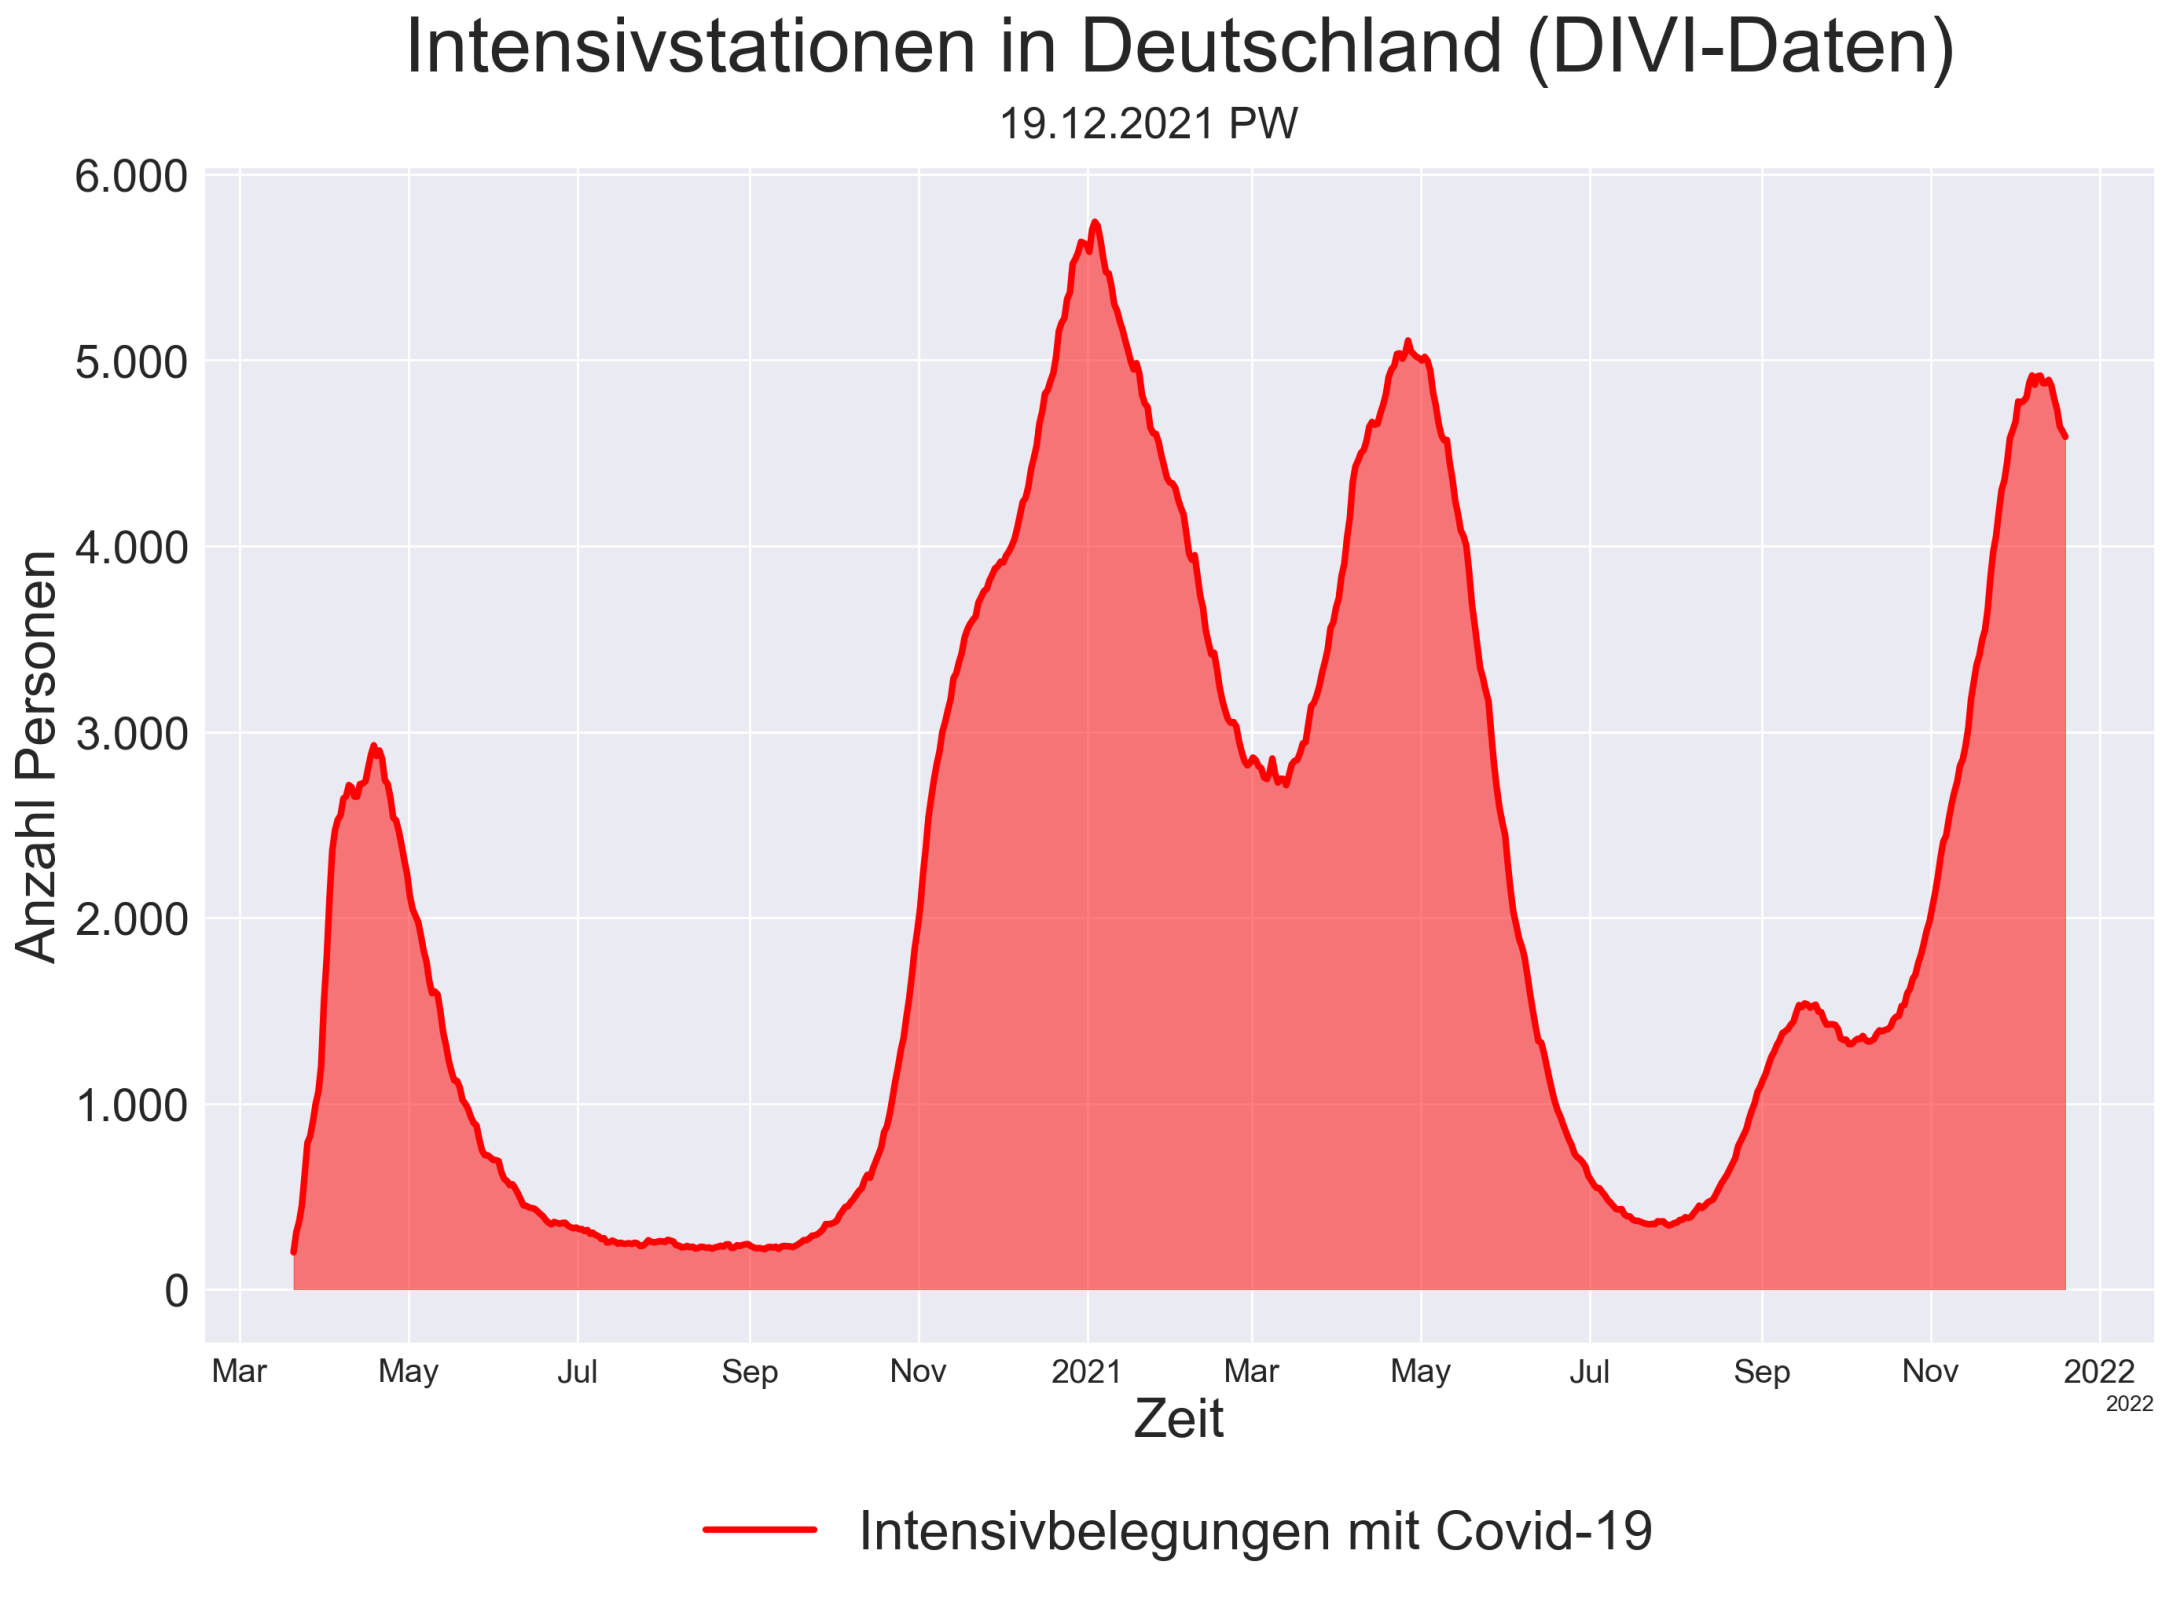 Intensivstationen in Deutschland (DIVI-Daten)
19.12.2021 PW
6.000
5.000
4.000
3.000
2.000
1.000
0
Anzahl Personen
Mar May Jul Sep Nov 2021 Mar May Jul Sep Nov 2022
2022
Zeit
Intensivbelegungen mit Covid-19